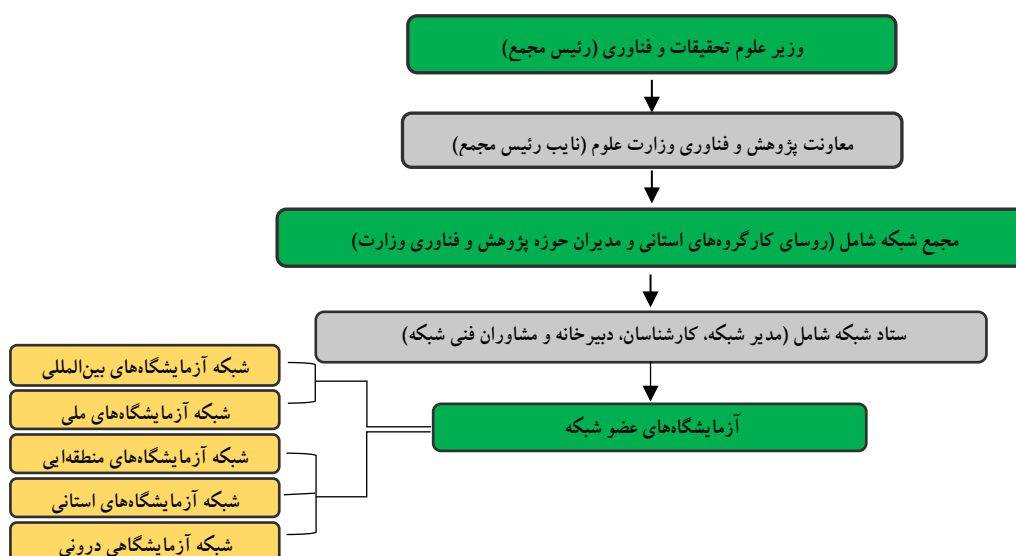 وزیر علوم تحقیقات و فناوری (رئیس مجمع)
معاونت پژوهش و فناوری وزارت علوم (نایب رئیس مجمع)
مجمع شبکه شامل (روسای کارگروه‌های استانی و مدیران حوزه پژوهش و فناوری وزارت)
ستاد شبکه شامل (مدیر شبکه، کارشناسان، دبیرخانه و مشاوران فنی شبکه)
آزمایشگاه‌های عضو شبکه
شبکه آزمایشگاه‌های بین‌المللی
شبکه آزمایشگاه‌های ملی
شبکه آزمایشگاه‌های منطقه‌ایی
شبکه آزمایشگاه‌های استانی
شبکه آزمایشگاهی درونی